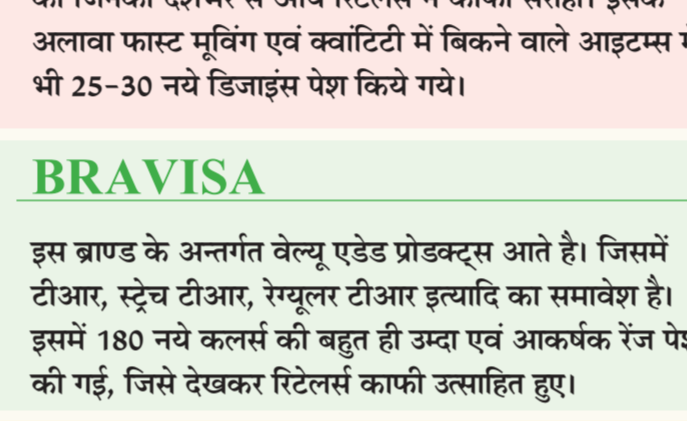 अलावा फास्ट मूविंग एवं क्वांटिटी में बिकने वाले आइटम्स
भी 25-30 नये डिजाइंस पेश किये गये।
BRAVISA
इस ब्राण्ड के अन्तर्गत वेल्यू एडेड प्रोडक्ट्स आते है। जिसमें
टीआर, स्ट्रेच टीआर, रेग्यूलर टीआर इत्यादि का समावेश है।
इसमें 180 नये कलर्स की बहुत ही उम्दा एवं आकर्षक रेंज
की गई, जिसे देखकर रिटेलर्स काफी उत्साहित हुए।